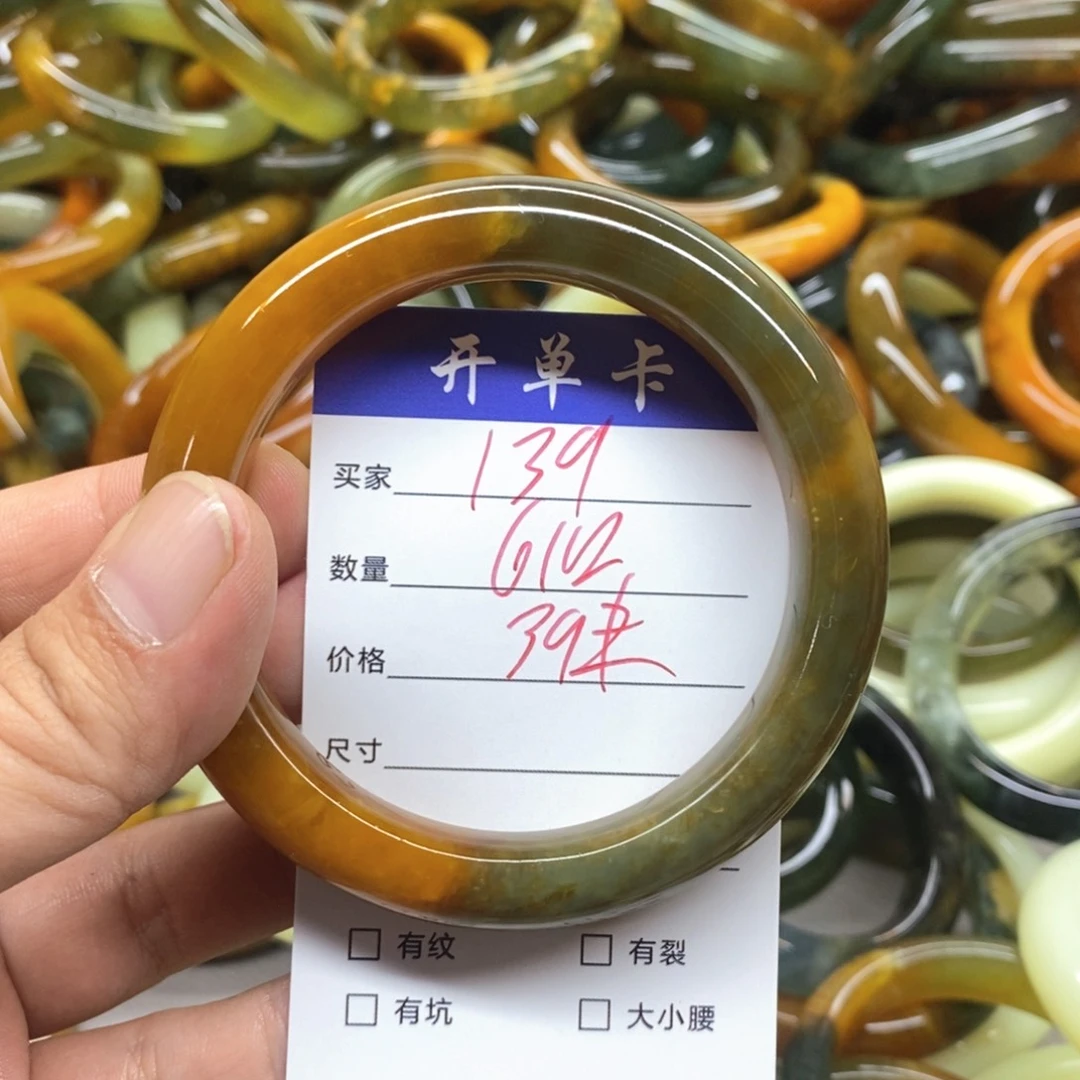 开单卡
买家 139
数量 6102
价格 39未
尺寸
有纹 有裂
有坑 大小腰